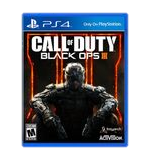 PS4
Only On PlayStation
CALL OF DUTY
BLACK OPS III
M
ACTIVISION